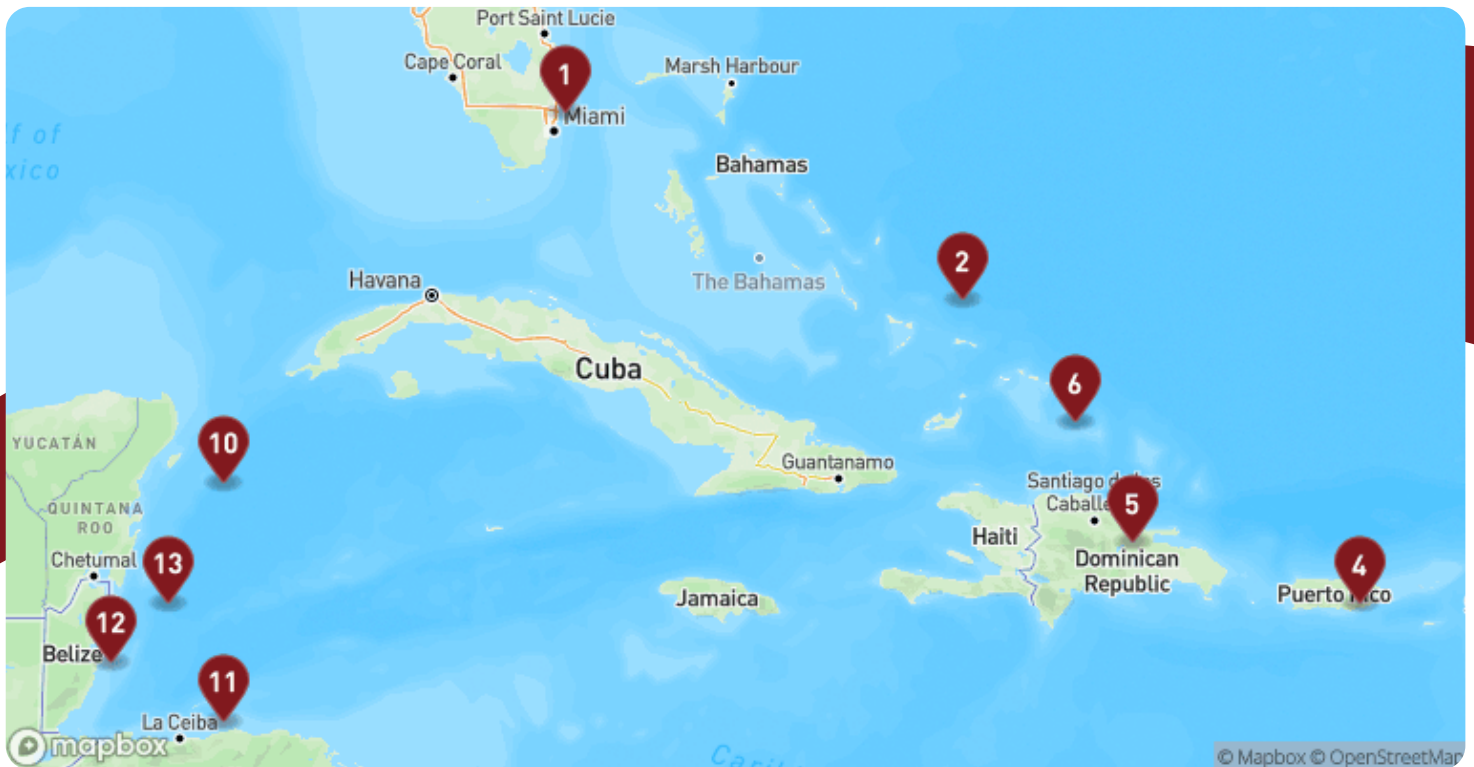 Port Saint Lucie
Cape Coral
Marsh Harbour
1
Miami
f of
xico
Bahamas
2
Havana
The Bahamas
Cuba
6
YUCATÁN
10
Guantanamo
Santiago de los
Caballe
5
QUINTANA
ROO
Haiti
Chetumal
13
Dominican
Republic
4
Jamaica
Puerto Rico
12
Belize
11
La Ceiba
mapbox
Cari
© Mapbox © OpenStreetMap